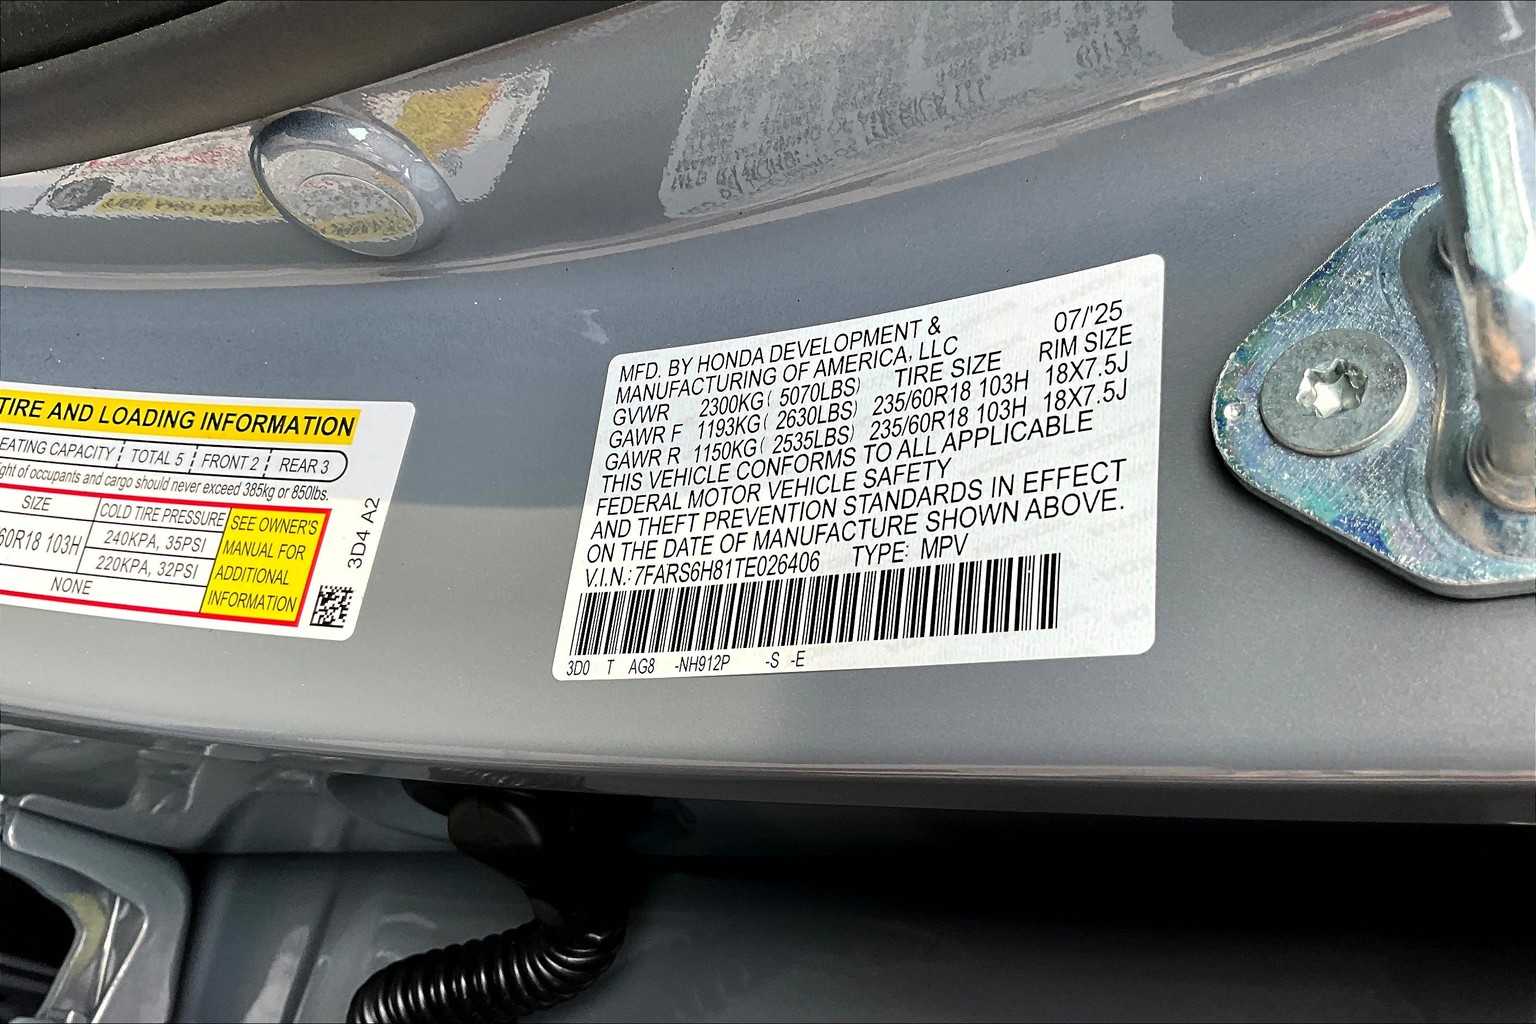 MFD. BY HONDA DEVELOPMENT & 07/'25
MANUFACTURING OF AMERICA, LLC
TIRE SIZE RIM SIZE
GVWR 2300KG( 5070LBS)
GAWR F 1193KG( 2630LBS) 235/60R18 103H 18X7.5J
GAWR R 1150KG( 2535LBS) 235/60R18 103H 18X7.5J
THIS VEHICLE CONFORMS TO ALL APPLICABLE
FEDERAL MOTOR VEHICLE SAFETY
AND THEFT PREVENTION STANDARDS IN EFFECT
ON THE DATE OF MANUFACTURE SHOWN ABOVE.
V.I.N.: 7FARS6H81TE026406 TYPE: MPV
3D0 T AG8 -NH912P -S -E
TIRE AND LOADING INFORMATION
EATING CAPACITY TOTAL 5 FRONT 2 REAR 3
ght of occupants and cargo should never exceed 385kg or 850lbs.
SIZE COLD TIRE PRESSURE
60R18 103H 240KPA, 35PSI
220KPA, 32PSI
NONE
SEE OWNER'S
MANUAL FOR
ADDITIONAL
INFORMATION
3D4 A2